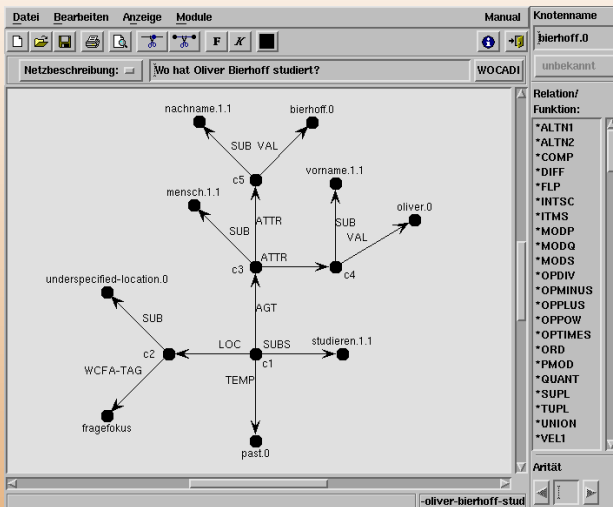 Datei Bearbeiten Anzeige Module Manual
F K
Netzbeschreibung: Wo hat Oliver Bierhoff studiert? WOCADI
nachname.1.1 bierhoff.0
SUB VAL
c5 vorname.1.1
mensch.1.1
oliver.0
ATTR SUB
SUB VAL
ATTR
c3 c4
underspecified-location.0
AGT
SUB
LOC SUBS studieren.1.1
c2 c1
WCFA-TAG TEMP
fragefokus
past.0
-oliver-bierhoff-stud
Knotenname
bierhoff.0
unbekannt
Relation/
Funktion:
*ALTN1
*ALTN2
*COMP
*DIFF
*FLP
*INTSC
*ITMS
*MODP
*MODQ
*MODS
*OPDIV
*OPMINUS
*OPPLUS
*OPPOW
*OPTIMES
*ORD
*PMOD
*QUANT
*SUPL
*TUPL
*UNION
*VEL1
Arität